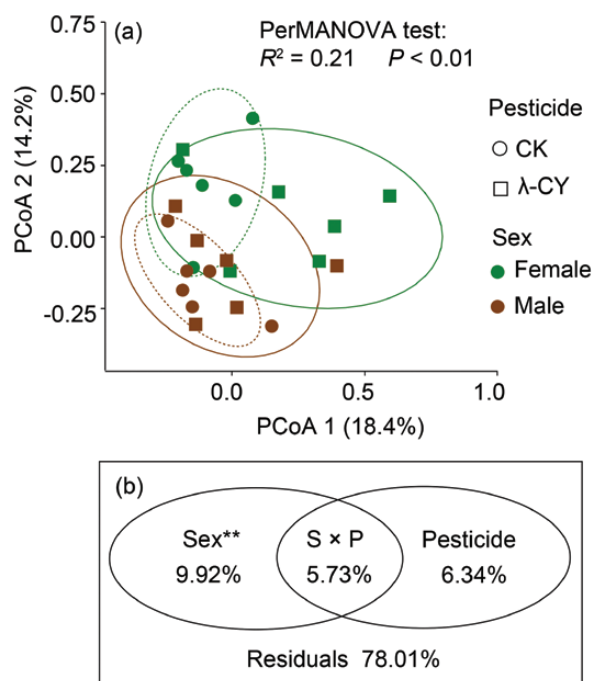 (a)
PerMANOVA test:
R² = 0.21 P < 0.01
0.75
0.50
0.25
0.00
-0.25
PCoA 2 (14.2%)
0.0 0.5 1.0
PCoA 1 (18.4%)
Pesticide
CK
λ-CY
Sex
Female
Male
(b)
Sex** S × P Pesticide
9.92% 5.73% 6.34%
Residuals 78.01%